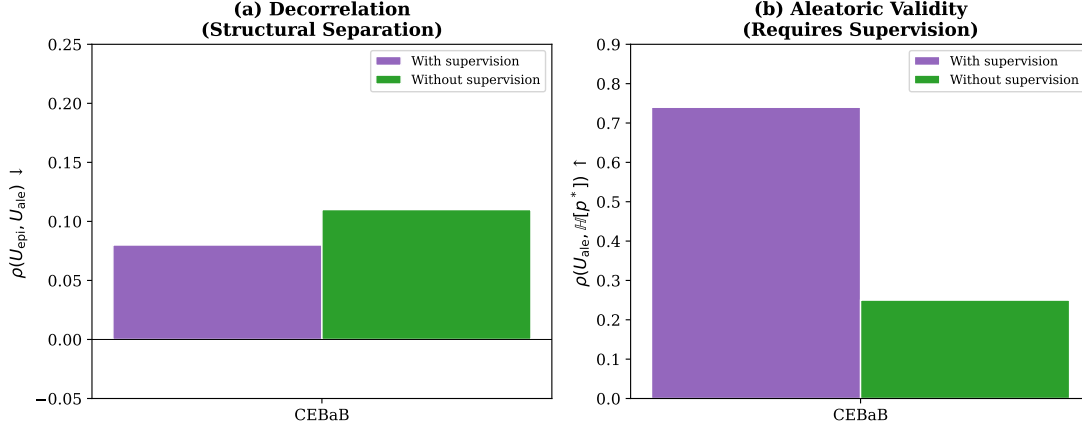 (a) Decorrelation
(Structural Separation)
0.25
0.20
0.15
0.10
0.05
0.00
−0.05
ρ(U_epi, U_ale) ↓
With supervision
Without supervision
CEBaB
(b) Aleatoric Validity
(Requires Supervision)
0.9
0.8
0.7
0.6
0.5
0.4
0.3
0.2
0.1
0.0
ρ(U_ale, ℍ[p*]) ↑
With supervision
Without supervision
CEBaB